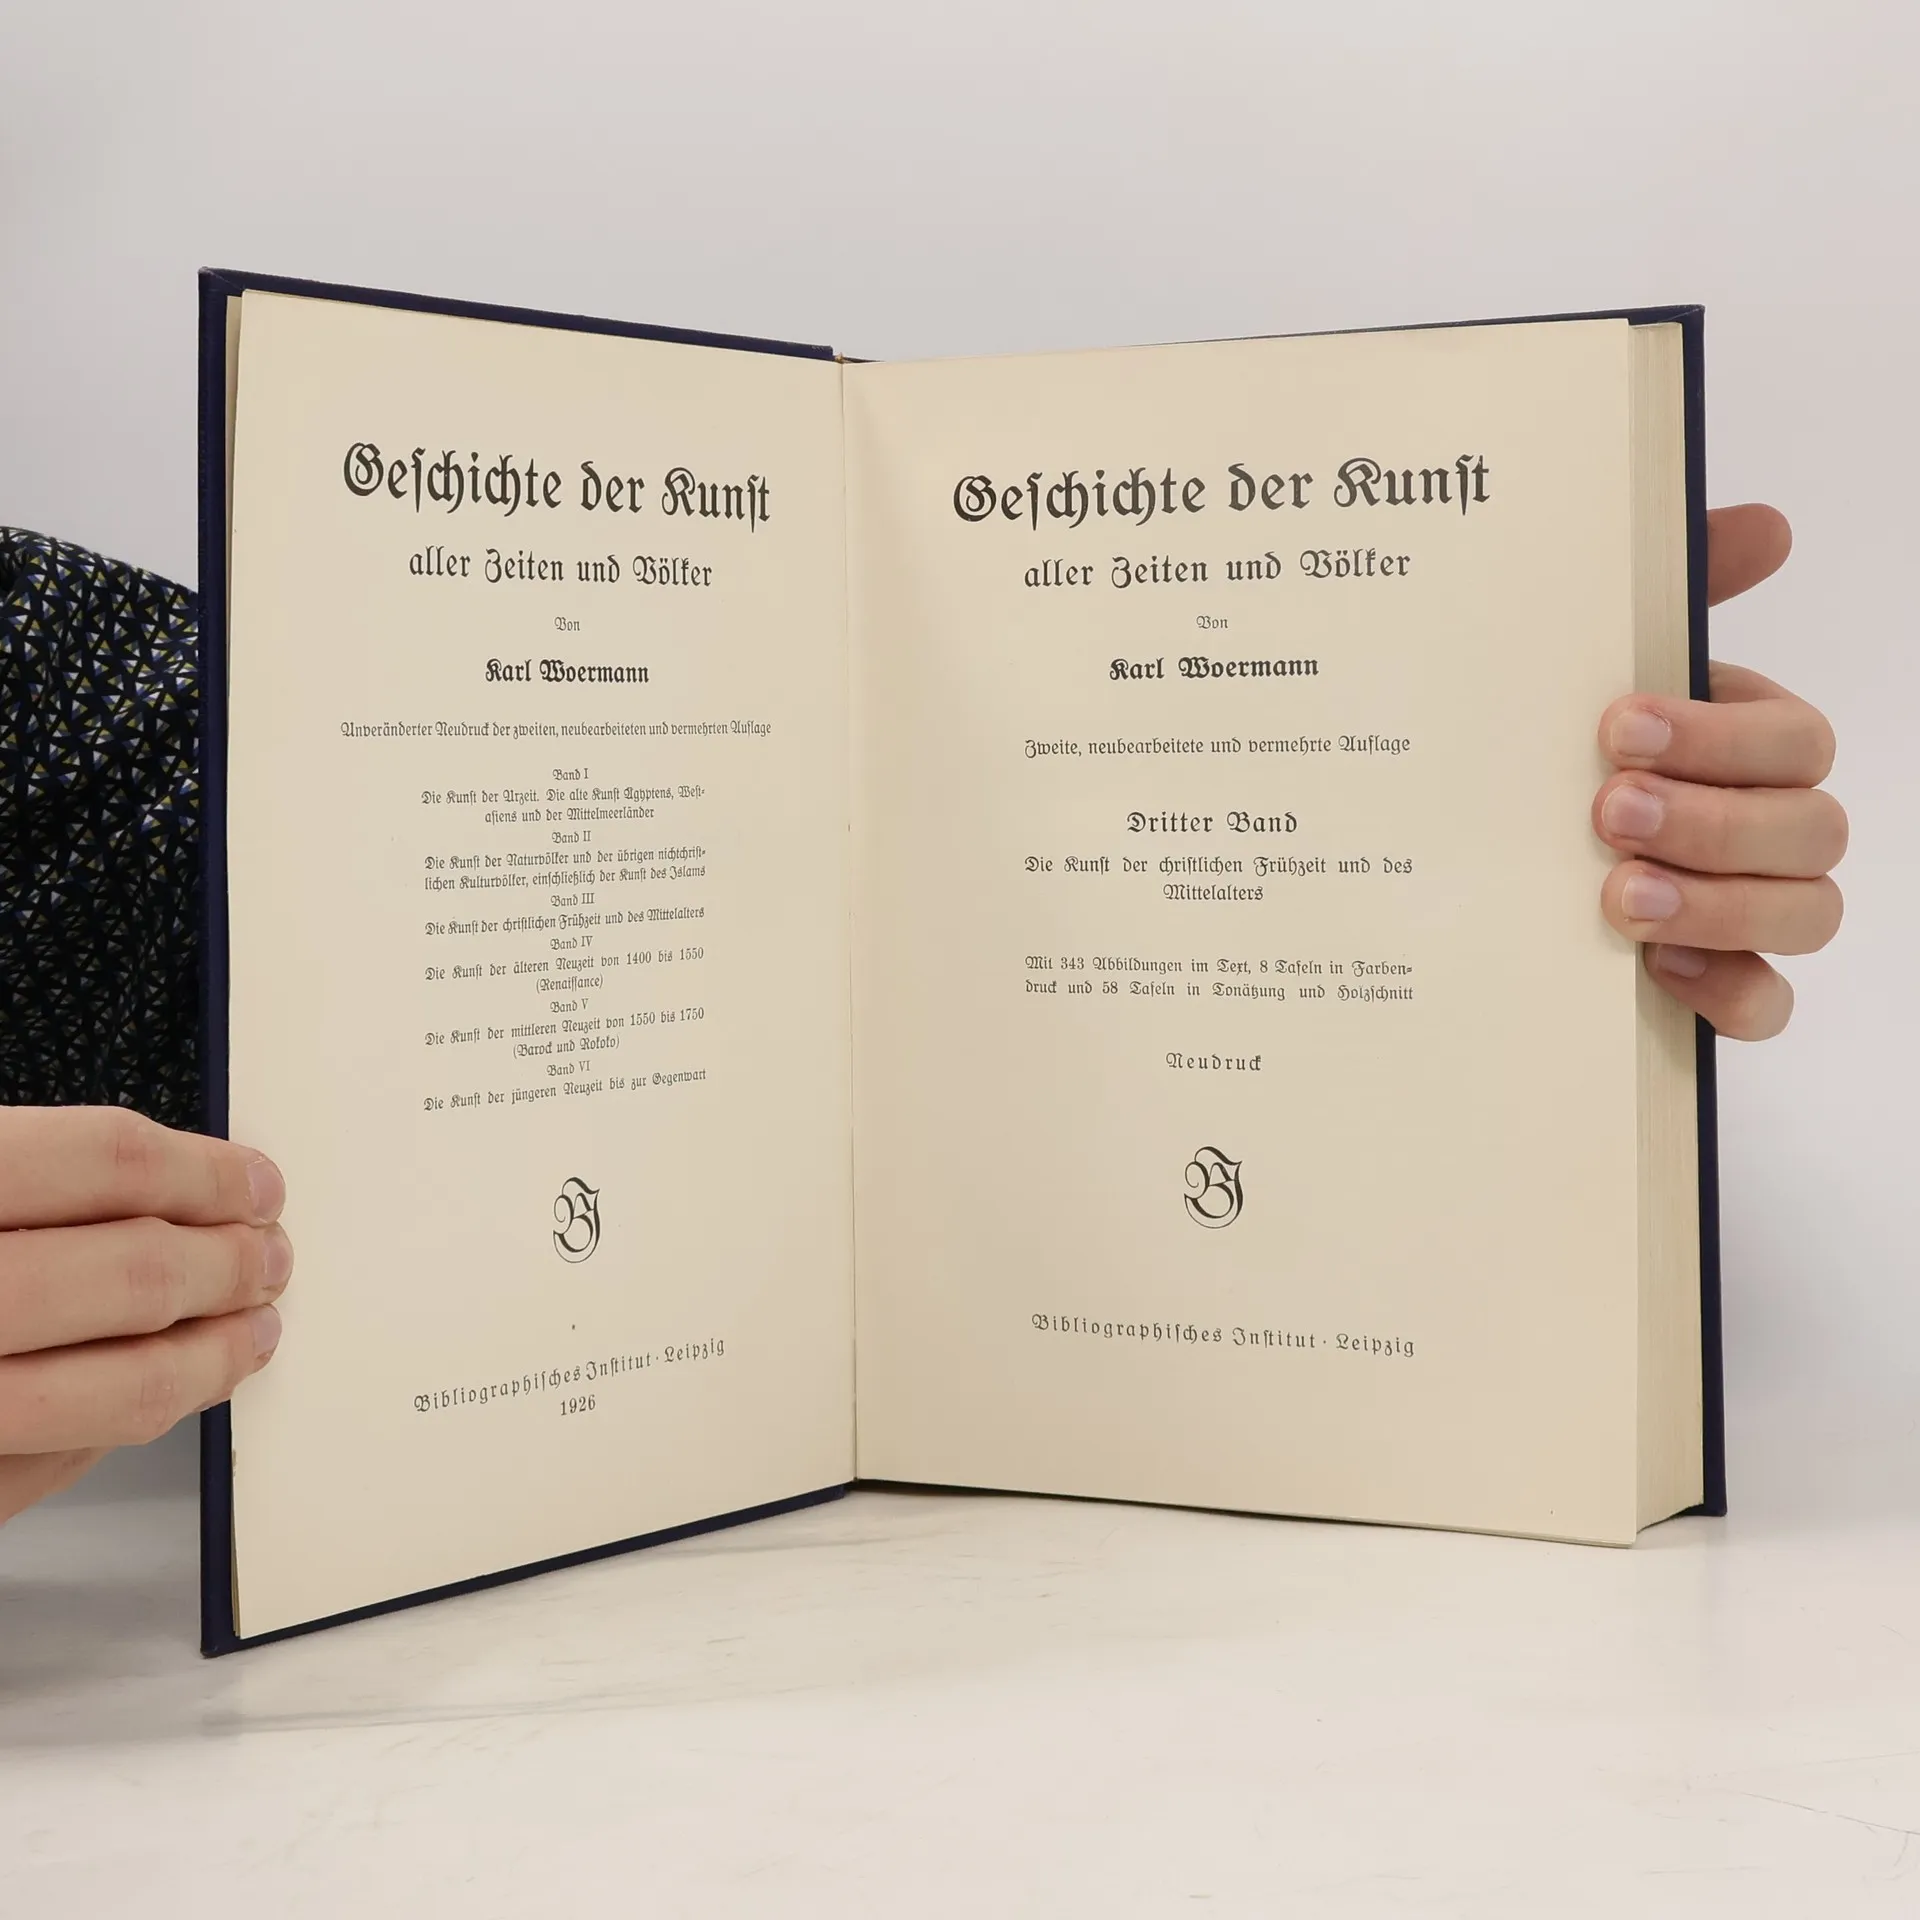 Geſchichte der Kunſt
aller Zeiten und Völker
Von
Karl Woermann
Unveränderter Neudruck der zweiten, neubearbeiteten und vermehrten Auflage
Band I
Die Kunſt der Urzeit. Die alte Kunſt Ägyptens, Weſt-
aſiens und der Mittelmeerländer
Band II
Die Kunſt der Naturvölker und der übrigen nichtchriſt-
lichen Kulturvölker, einſchließlich der Kunſt des Islams
Band III
Die Kunſt der chriſtlichen Frühzeit und des Mittelalters
Band IV
Die Kunſt der älteren Neuzeit von 1400 bis 1550
(Renaiſſance)
Band V
Die Kunſt der mittleren Neuzeit von 1550 bis 1750
(Barock und Rokoko)
Band VI
Die Kunſt der jüngeren Neuzeit bis zur Gegenwart
BI
Bibliographiſches Inſtitut · Leipzig
1926
Geſchichte der Kunſt
aller Zeiten und Völker
Von
Karl Woermann
Zweite, neubearbeitete und vermehrte Auflage
Dritter Band
Die Kunſt der chriſtlichen Frühzeit und des
Mittelalters
Mit 343 Abbildungen im Text, 8 Tafeln in Farben-
druck und 58 Tafeln in Tonätzung und Holzſchnitt
Neudruck
BI
Bibliographiſches Inſtitut · Leipzig